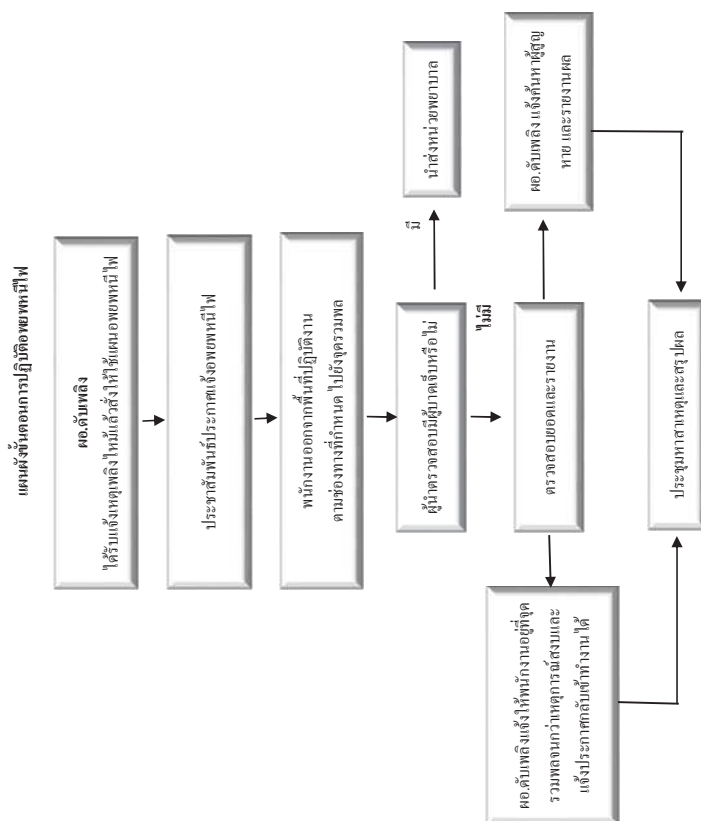 แผนผังขั้นตอนการปฏิบัติอพยพหนีไฟ
ผอ.ดับเพลิง
ได้รับแจ้งเหตุเพลิงไหม้แล้วสั่งให้ใช้แผนอพยพหนีไฟ
ประชาสัมพันธ์ประกาศแจ้งอพยพหนีไฟ
พนักงานออกจากพื้นที่ปฏิบัติงาน
ตามช่องทางที่กำหนด ไปยังจุดรวมพล
ผู้นำตรวจสอบมีผู้บาดเจ็บหรือไม่
มี
นำส่งหน่วยพยาบาล
ไม่มี
ตรวจสอบยอดและรายงาน
ผอ.ดับเพลิง แจ้งค้นหาผู้สูญ
หาย และรายงานผล
ผอ.ดับเพลิงแจ้งให้พนักงานอยู่ที่จุด
รวมพลจนกว่าเหตุการณ์สงบและ
แจ้งประกาศกลับเข้าทำงานได้
ประชุมหาสาเหตุและสรุปผล